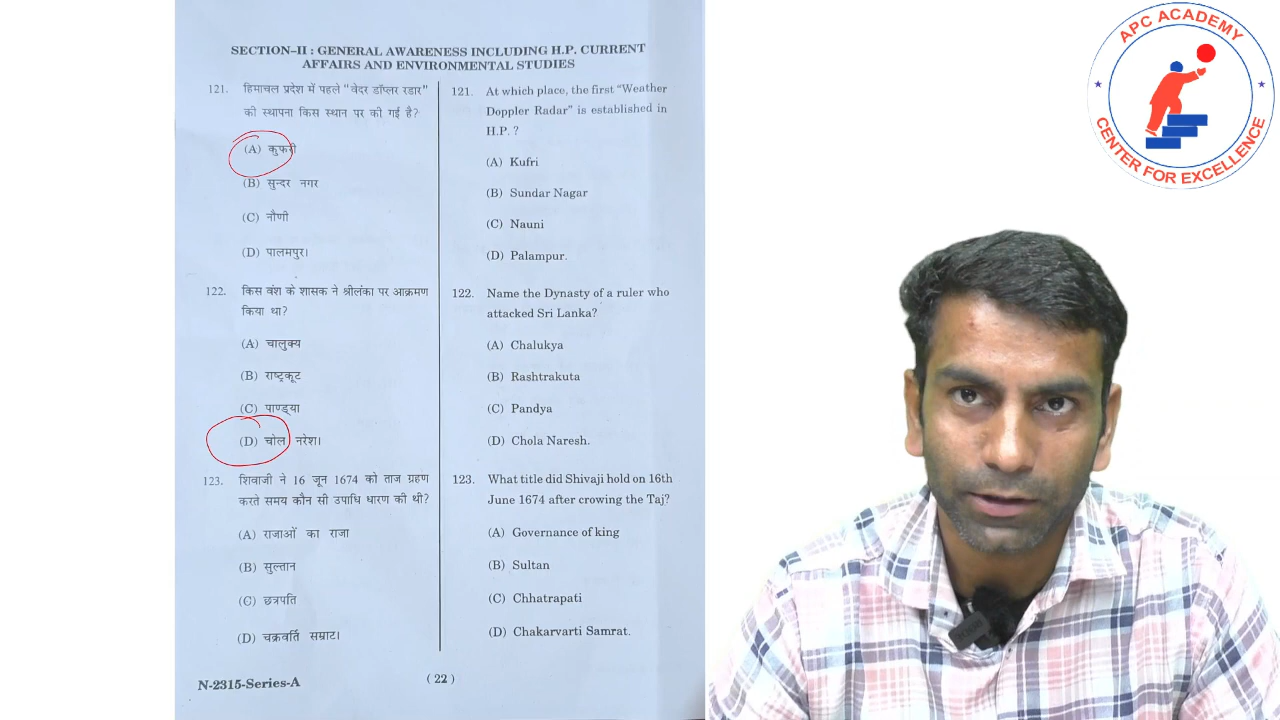 SECTION–II : GENERAL AWARENESS INCLUDING H.P. CURRENT
AFFAIRS AND ENVIRONMENTAL STUDIES
121. हिमाचल प्रदेश में पहले “वेदर डॉप्लर रडार”
की स्थापना किस स्थान पर की गई है?
(A) कुफरी
(B) सुन्दर नगर
(C) नौणी
(D) पालमपुर।
122. किस वंश के शासक ने श्रीलंका पर आक्रमण
किया था?
(A) चालुक्य
(B) राष्ट्रकूट
(C) पाण्ड्या
(D) चोल नरेश।
123. शिवाजी ने 16 जून 1674 को ताज ग्रहण
करते समय कौन सी उपाधि धारण की थी?
(A) राजाओं का राजा
(B) सुल्तान
(C) छत्रपति
(D) चक्रवर्ति सम्राट।
121. At which place, the first “Weather
Doppler Radar” is established in
H.P. ?
(A) Kufri
(B) Sundar Nagar
(C) Nauni
(D) Palampur.
122. Name the Dynasty of a ruler who
attacked Sri Lanka?
(A) Chalukya
(B) Rashtrakuta
(C) Pandya
(D) Chola Naresh.
123. What title did Shivaji hold on 16th
June 1674 after crowing the Taj?
(A) Governance of king
(B) Sultan
(C) Chhatrapati
(D) Chakarvarti Samrat.
N-2315-Series-A
( 22 )
APC ACADEMY
CENTER FOR EXCELLENCE